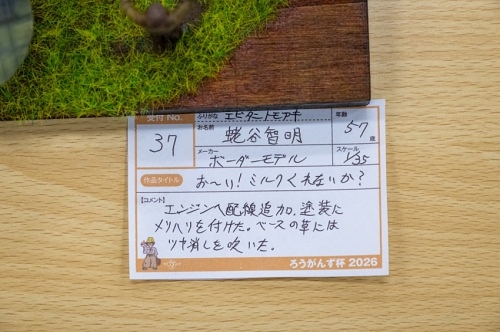 受付 No. ふりがな エビタニトモアキ 年齢
37 お名前 蛯谷智明 57歳
メーカー ボーダーモデル スケール 1/35
作品タイトル お〜い!ミルクくれないか?
【コメント】
エンジンへ配線追加。塗装に
メリハリを付けた。ベースの草には
ツヤ消しを吹いた。
ろうがんず杯 2026